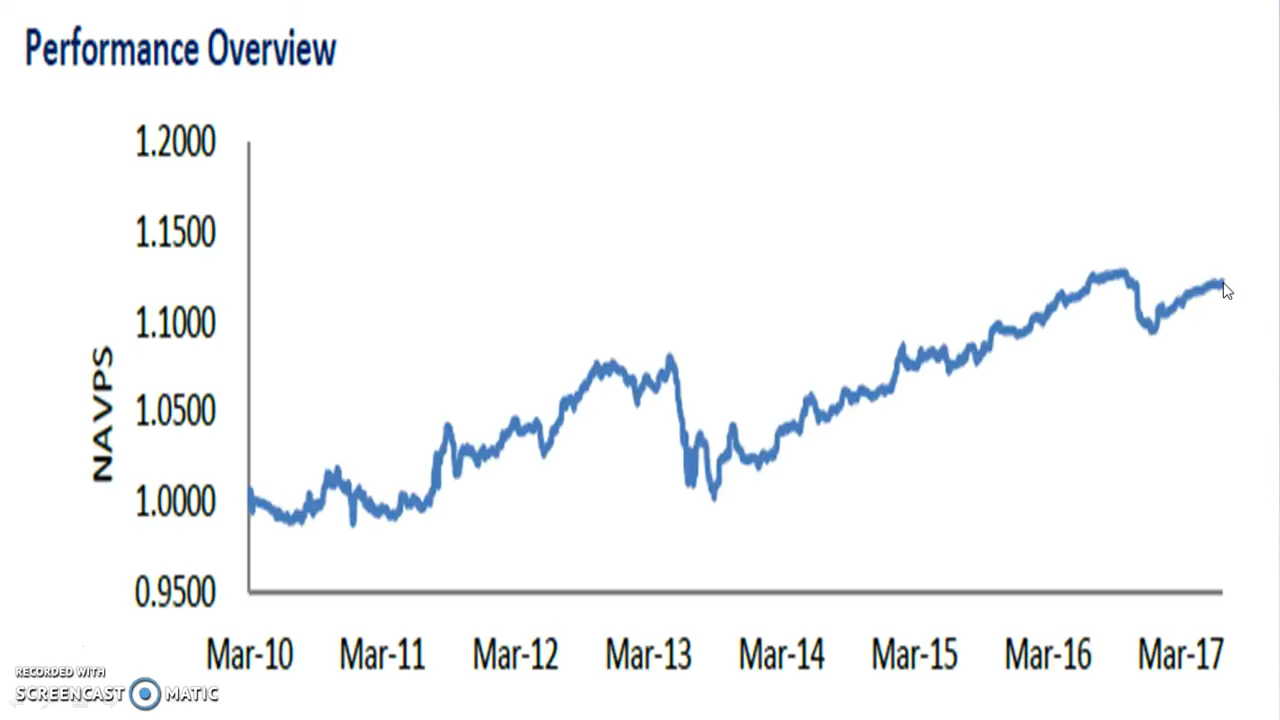 Performance Overview
1.2000
1.1500
1.1000
1.0500
1.0000
0.9500
NAVPS
Mar-10 Mar-11 Mar-12 Mar-13 Mar-14 Mar-15 Mar-16 Mar-17
RECORDED WITH
SCREENCAST MATIC